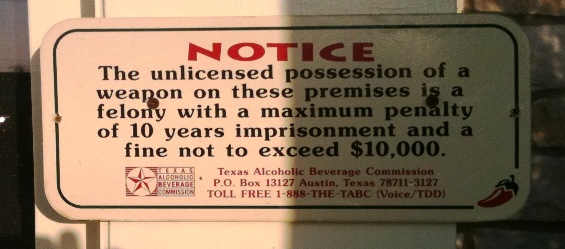 NOTICE
The unlicensed possession of a
weapon on these premises is a
felony with a maximum penalty
of 10 years imprisonment and a
fine not to exceed $10,000.
TEXAS
ALCOHOLIC
BEVERAGE
COMMISSION
Texas Alcoholic Beverage Commission
P.O. Box 13127 Austin, Texas 78711-3127
TOLL FREE 1-888-THE-TABC (Voice/TDD)